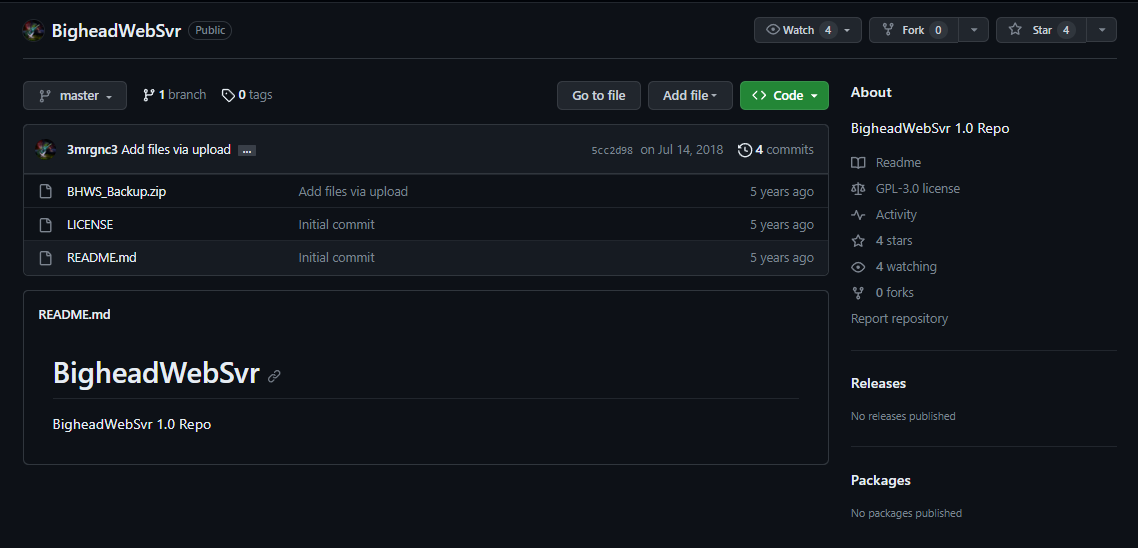 BigheadWebSvr Public Watch 4 Fork 0 Star 4
master 1 branch 0 tags Go to file Add file Code
3mrgnc3 Add files via upload ... 5cc2d98 on Jul 14, 2018 4 commits
BHWS_Backup.zip Add files via upload 5 years ago
LICENSE Initial commit 5 years ago
README.md Initial commit 5 years ago
README.md
BigheadWebSvr
BigheadWebSvr 1.0 Repo
About
BigheadWebSvr 1.0 Repo
Readme
GPL-3.0 license
Activity
4 stars
4 watching
0 forks
Report repository
Releases
No releases published
Packages
No packages published